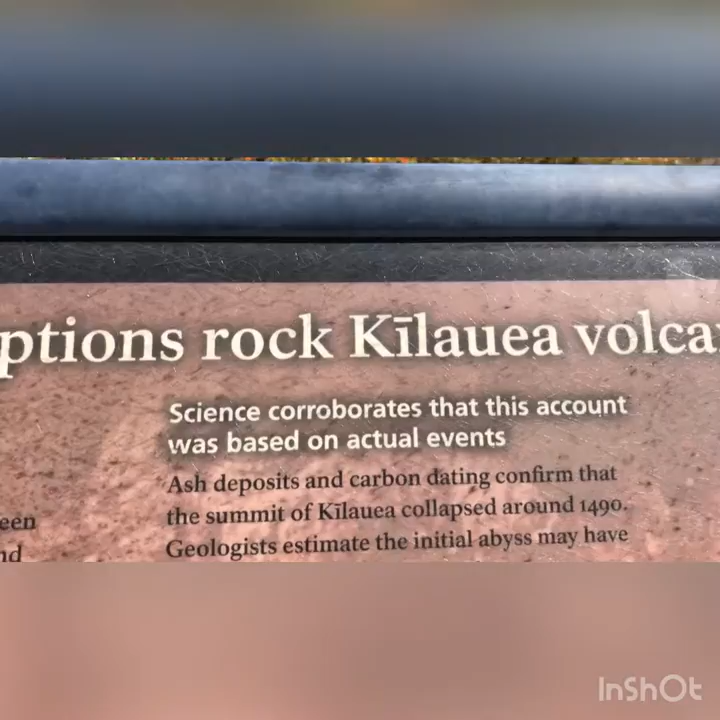 ptions rock Kīlauea volca
Science corroborates that this account
was based on actual events
Ash deposits and carbon dating confirm that
the summit of Kīlauea collapsed around 1490.
Geologists estimate the initial abyss may have
een
nd
InShOt